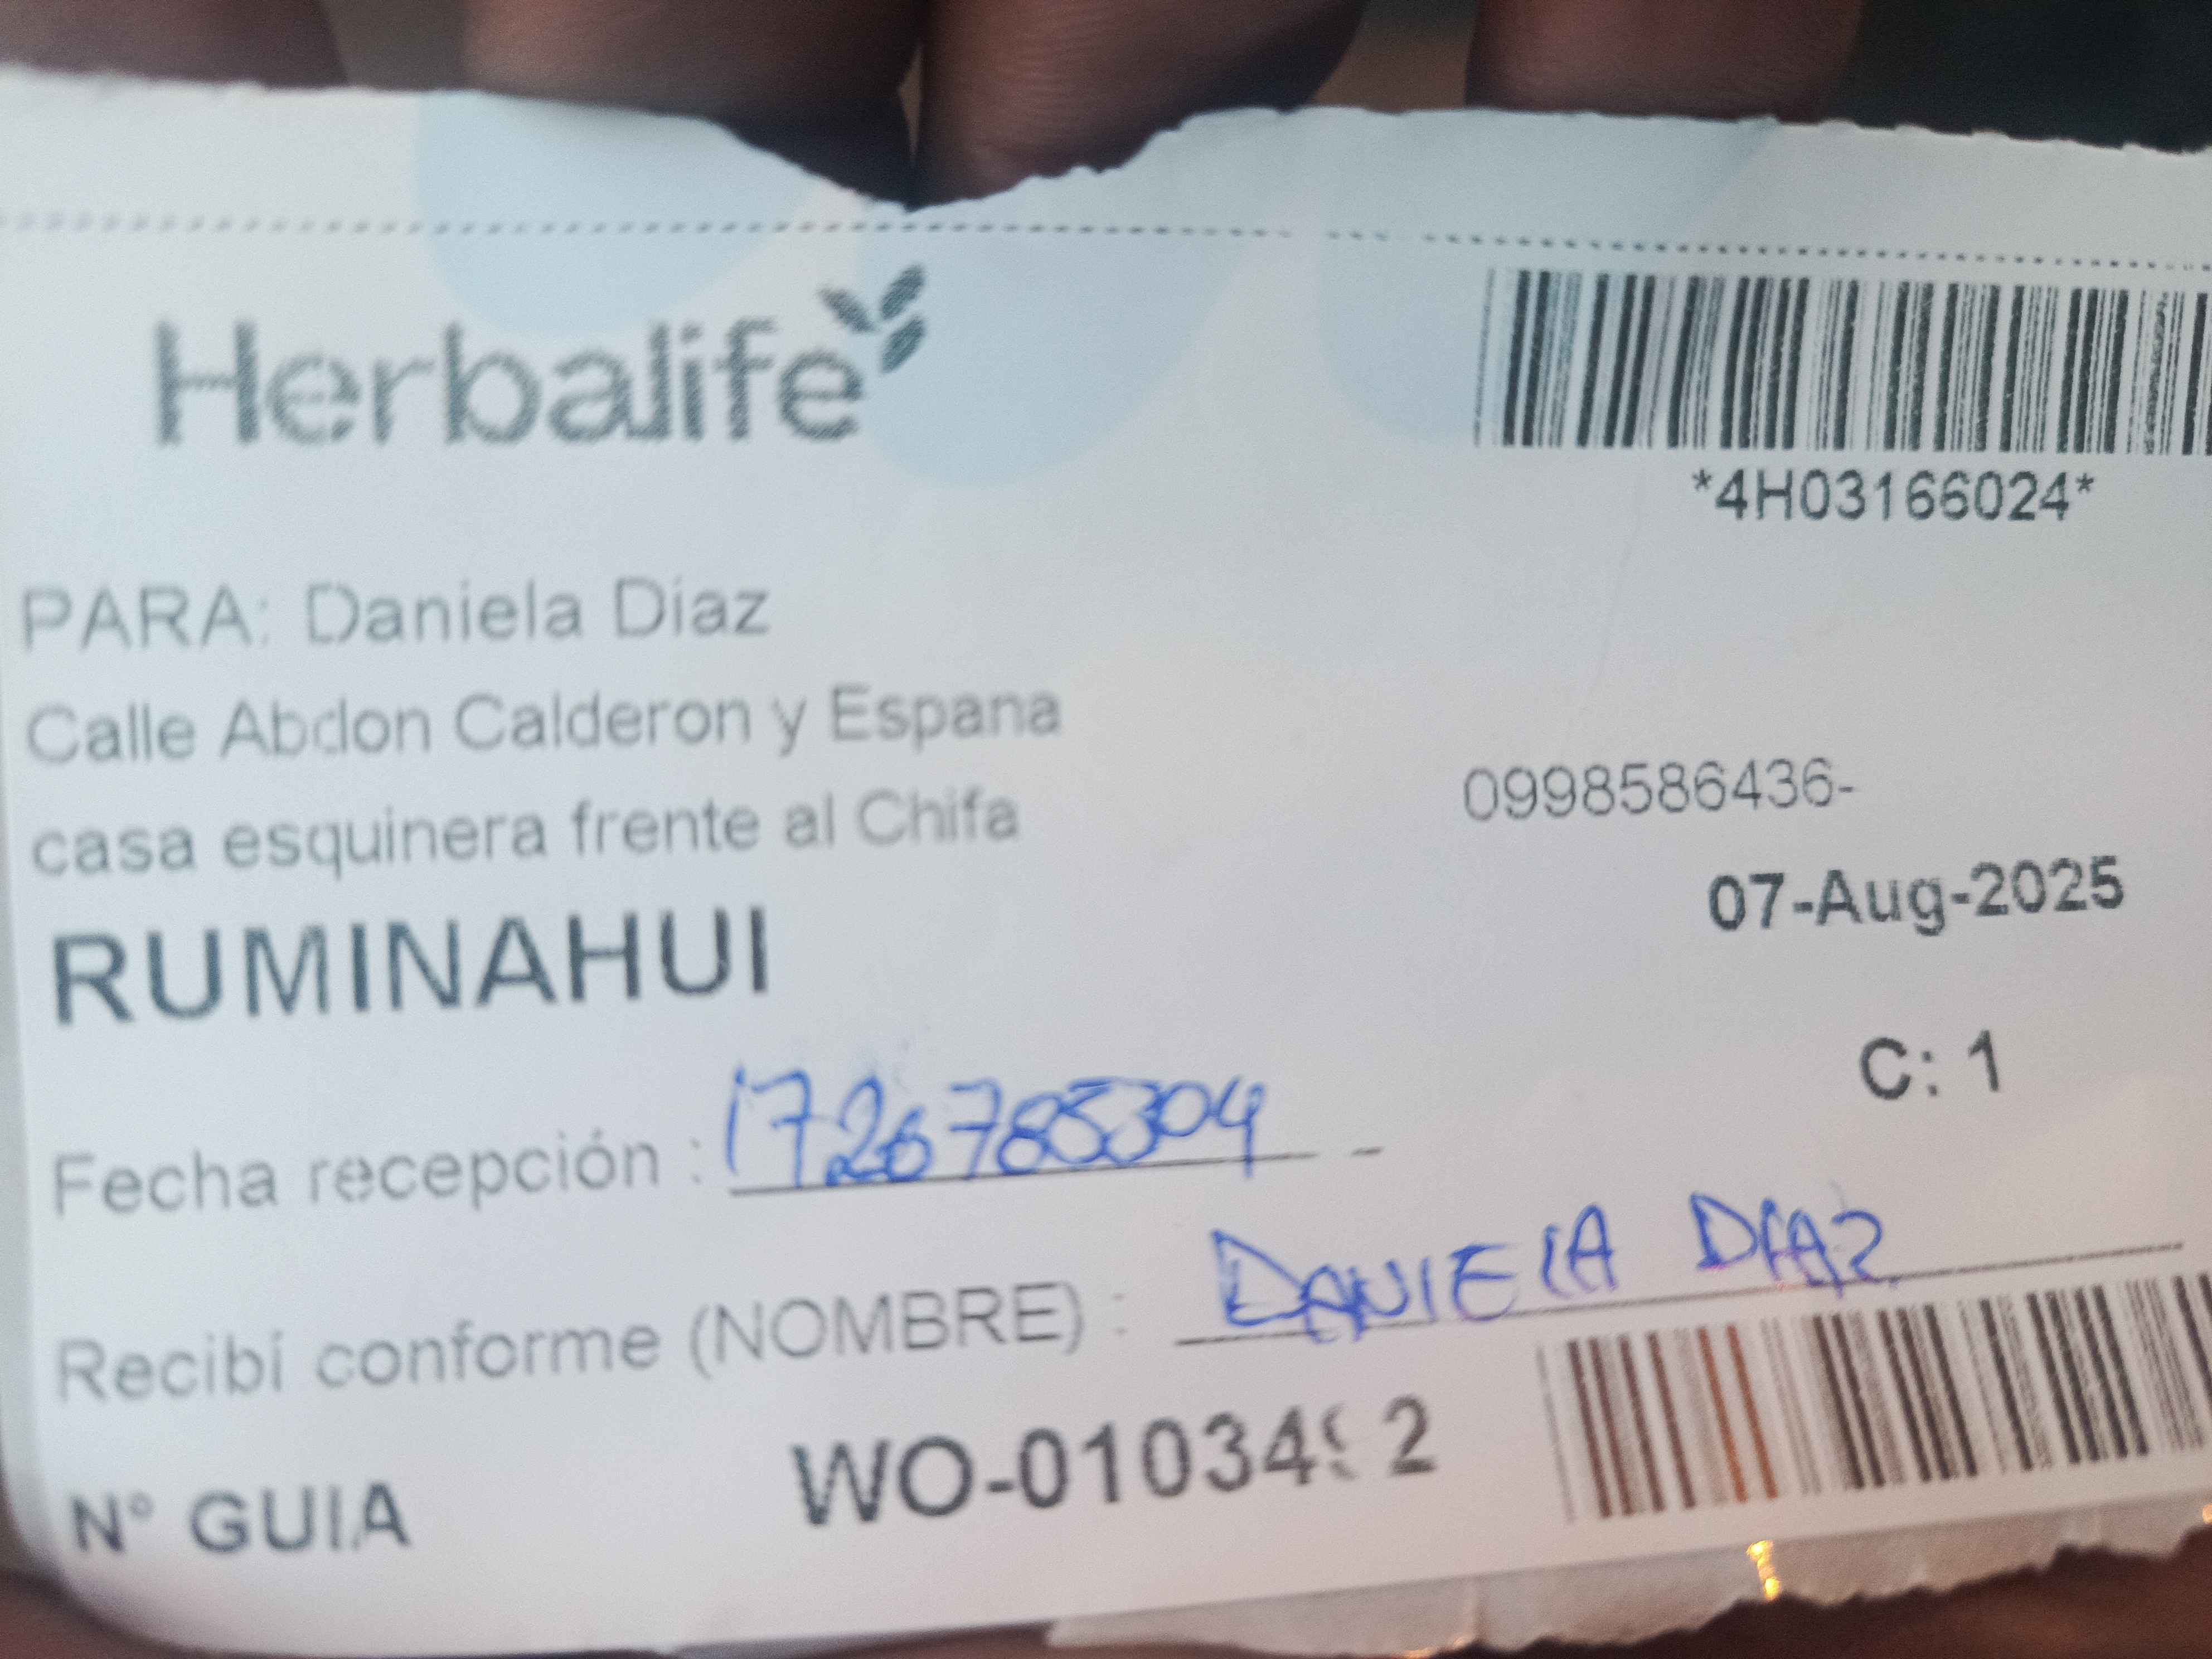 Herbalife
*4H03166024*
PARA: Daniela Diaz
Calle Abdon Calderon y Espana
casa esquinera frente al Chifa
0998586436-
RUMINAHUI
07-Aug-2025
C: 1
Fecha recepción : 1726785304
Recibí conforme (NOMBRE) : DANIELA DIAZ
N° GUIA